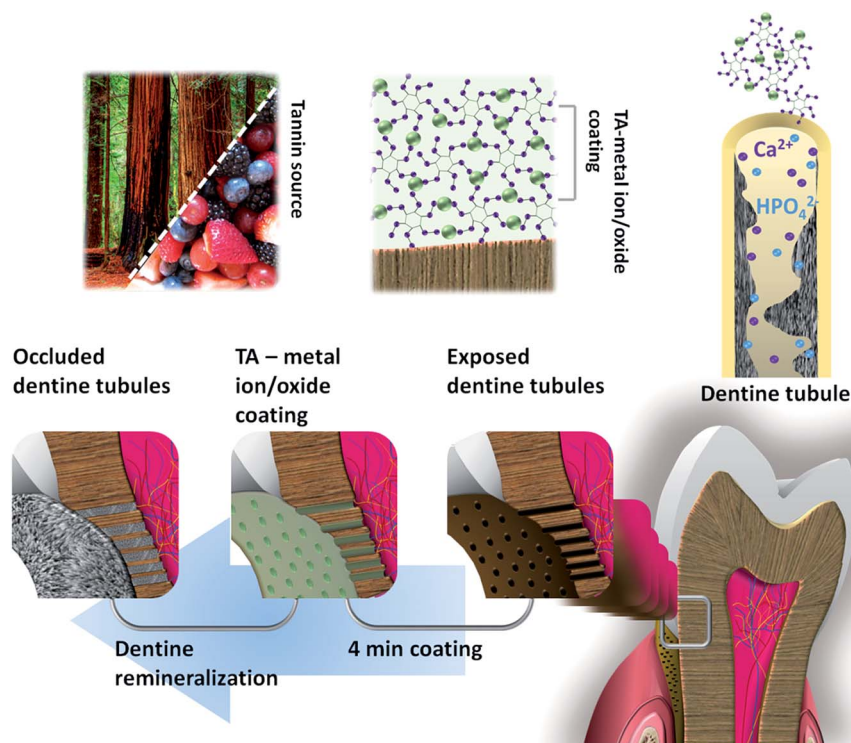 Tannin source
TA-metal ion/oxide
coating
Ca²⁺
HPO₄²⁻
Dentine tubule
Occluded
dentine tubules
TA – metal
ion/oxide
coating
Exposed
dentine tubules
Dentine
remineralization
4 min coating